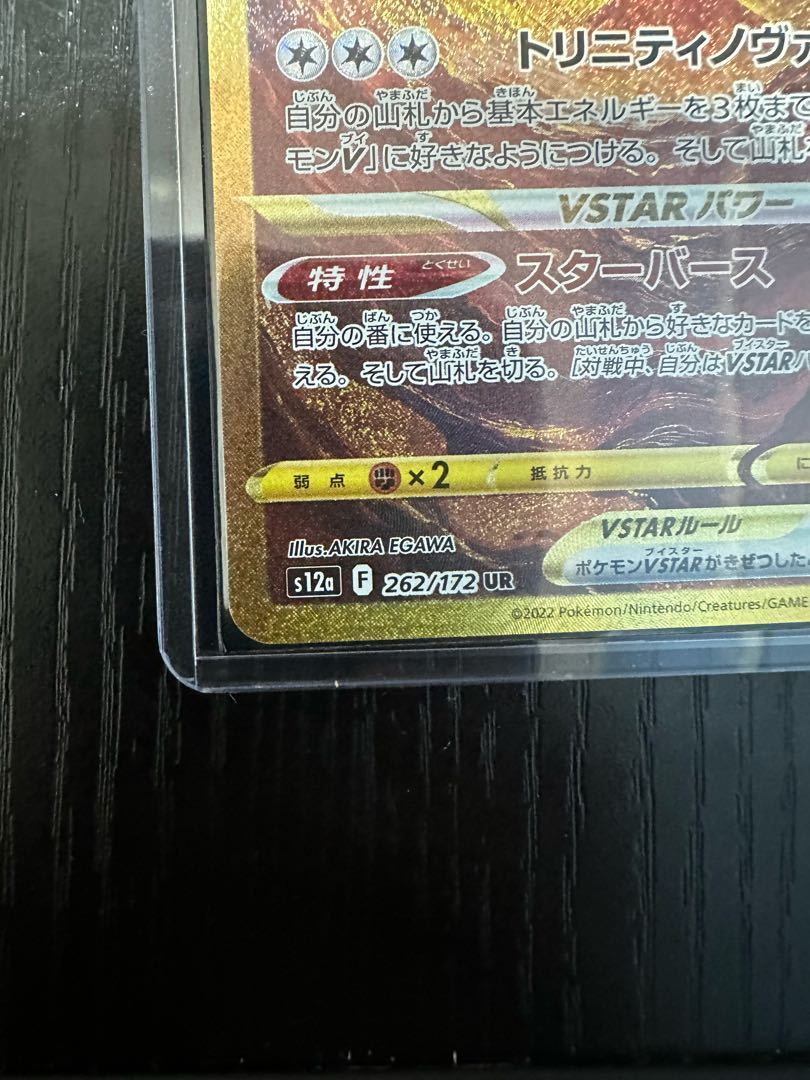 トリニティノヴァ
自分の山札から基本エネルギーを3枚まで
モンV」に好きなようにつける。そして山札
VSTARパワー
特性 スターバース
自分の番に使える。自分の山札から好きなカードを
える。そして山札を切る。［対戦中、自分はVSTARパ
弱点 ×2 抵抗力 に
Illus.AKIRA EGAWA
VSTARルール
s12a F 262/172 UR
ポケモンVSTARがきぜつした
©2022 Pokémon/Nintendo/Creatures/GAME